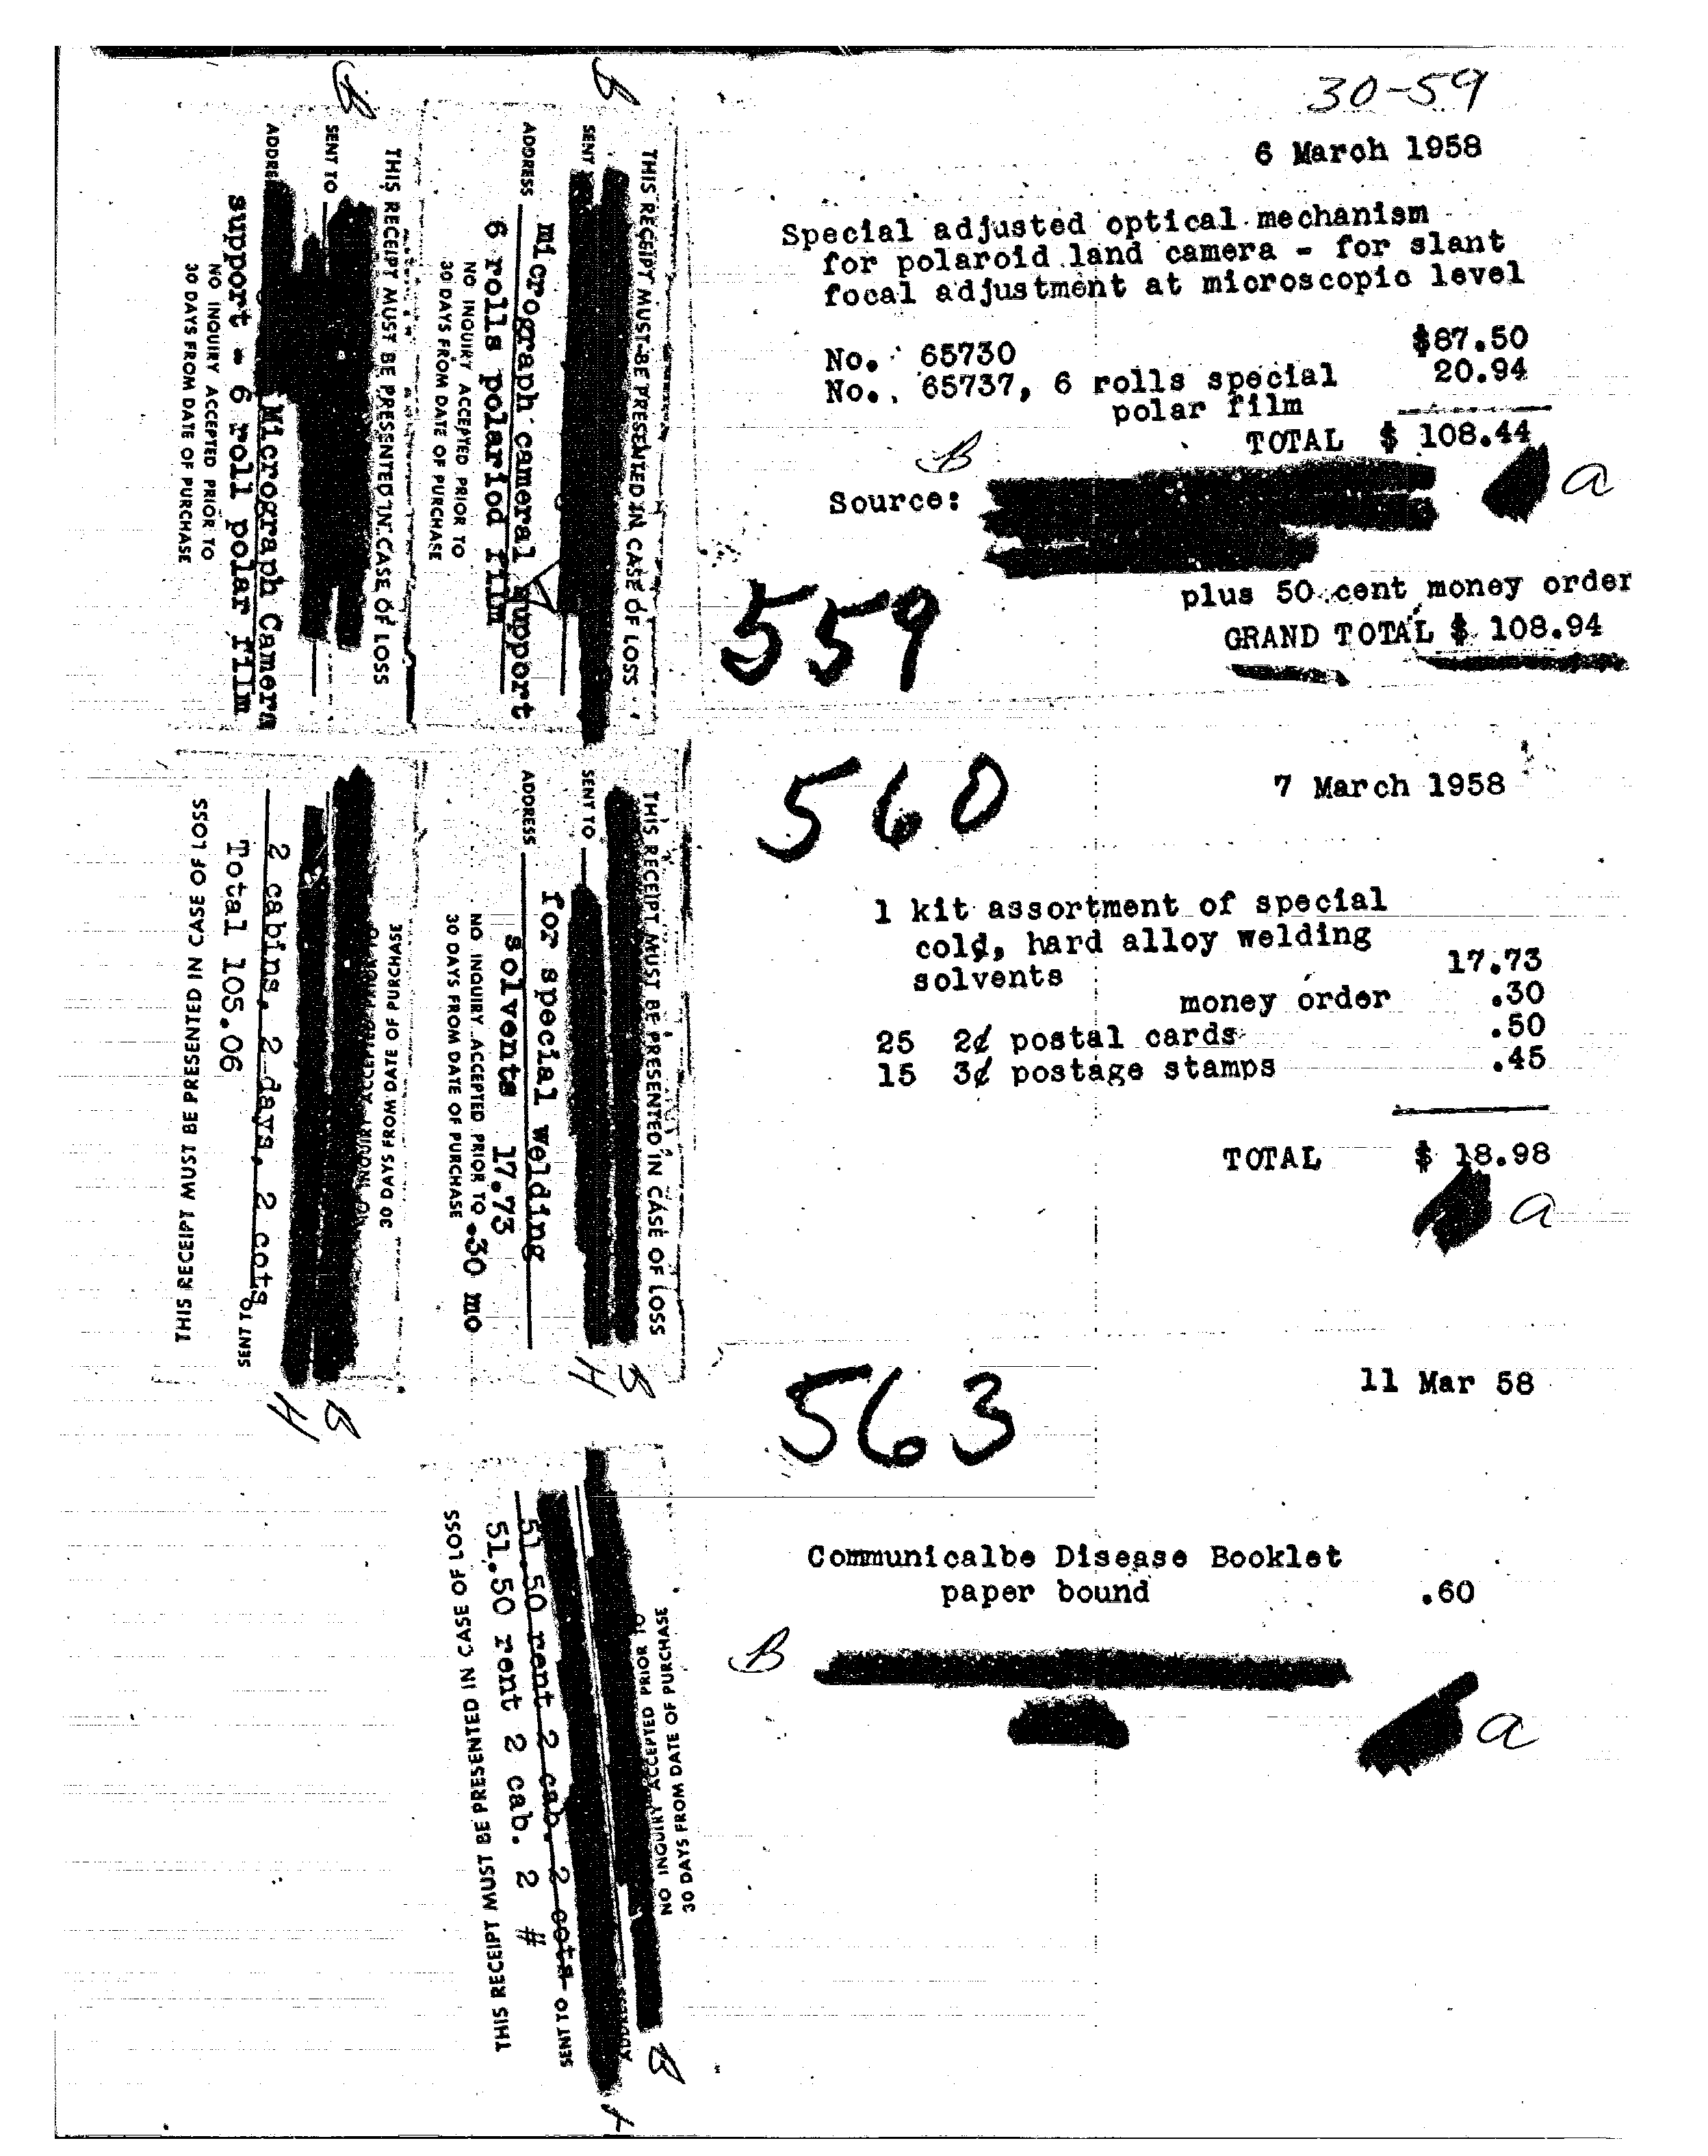 30-59
6 March 1958
Special adjusted optical mechanism
for polaroid land camera - for slant
focal adjustment at microscopic level
No. 65730 $87.50
No. 65737, 6 rolls special 20.94
polar film
TOTAL $ 108.44
B
Source:
a
plus 50 cent money order
GRAND TOTAL $ 108.94
559
THIS RECEIPT MUST BE PRESENTED IN CASE OF LOSS
SENT
ADDRESS
micrograph cameral support
6 rolls polariod film
NO INQUIRY ACCEPTED PRIOR TO
30 DAYS FROM DATE OF PURCHASE
B
THIS RECEIPT MUST BE PRESENTED IN CASE OF LOSS
SENT TO
ADDRE
Micrograph Camera
support - 6 roll polar film
NO INQUIRY ACCEPTED PRIOR TO
30 DAYS FROM DATE OF PURCHASE
B
560
7 March 1958
1 kit assortment of special
cold, hard alloy welding
solvents 17.73
money order .30
25 2¢ postal cards .50
15 3¢ postage stamps .45
TOTAL $ 18.98
a
THIS RECEIPT MUST BE PRESENTED IN CASE OF LOSS
SENT TO
ADDRESS
for special welding
solvents 17.73
.30 mo
NO INQUIRY ACCEPTED PRIOR TO
30 DAYS FROM DATE OF PURCHASE
B
H
30 DAYS FROM DATE OF PURCHASE
NO INQUIRY ACCEPTED PRIOR TO
2 cabins, 2 days, 2 cots
Total 105.06
SENT TO
THIS RECEIPT MUST BE PRESENTED IN CASE OF LOSS
B
H
563
11 Mar 58
Communicalbe Disease Booklet
paper bound .60
B
a
NO INQUIRY ACCEPTED PRIOR TO
30 DAYS FROM DATE OF PURCHASE
51.50 rent 2 cab. 2 cots
51.50 rent 2 cab. 2 #
SENT TO
THIS RECEIPT MUST BE PRESENTED IN CASE OF LOSS
B